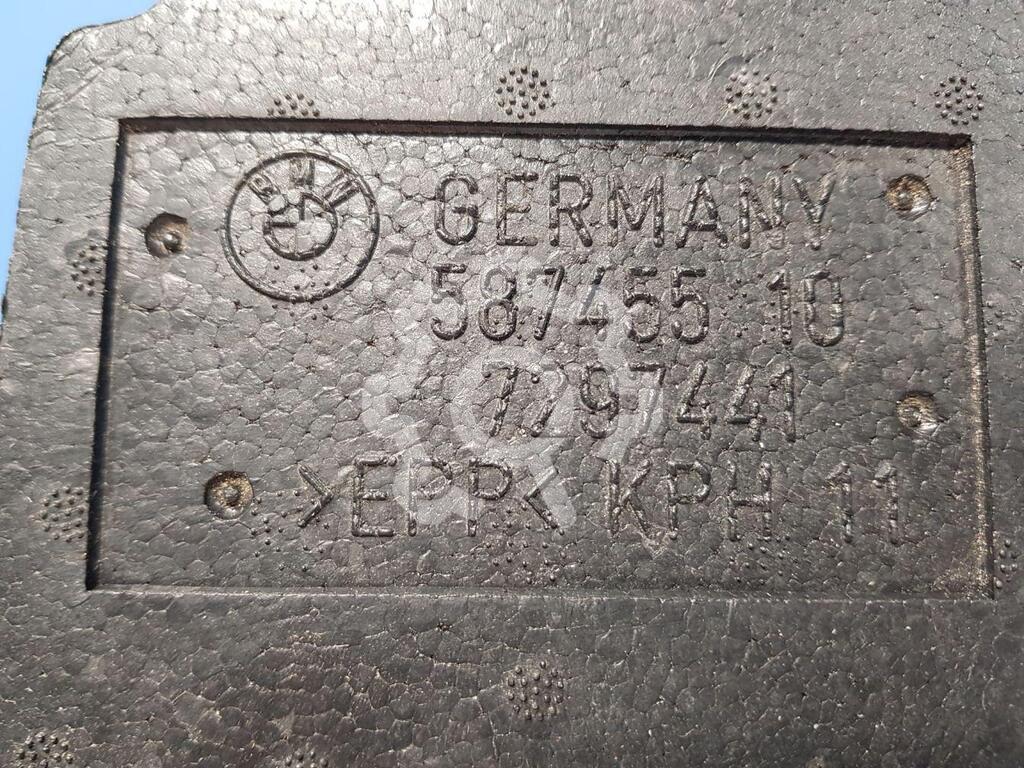 BMW GERMANY
587455 10
7297441
>EPP< KPH 11